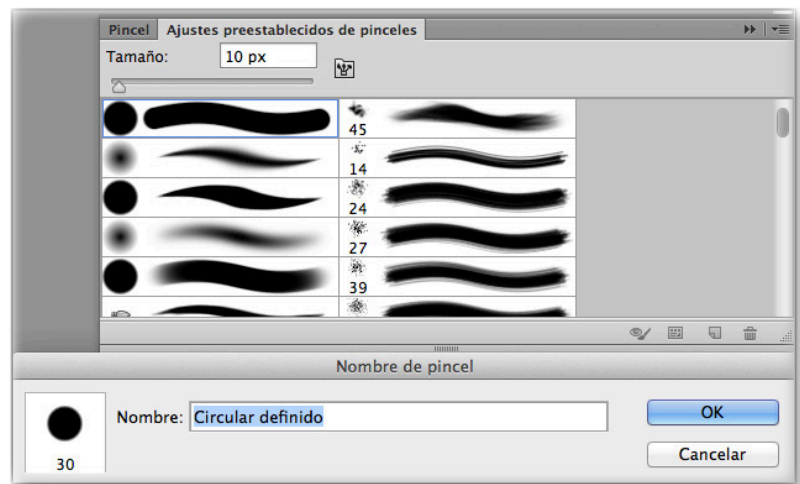 Pincel Ajustes preestablecidos de pinceles
Tamaño: 10 px
45
14
24
27
39
Nombre de pincel
Nombre: Circular definido OK
30 Cancelar